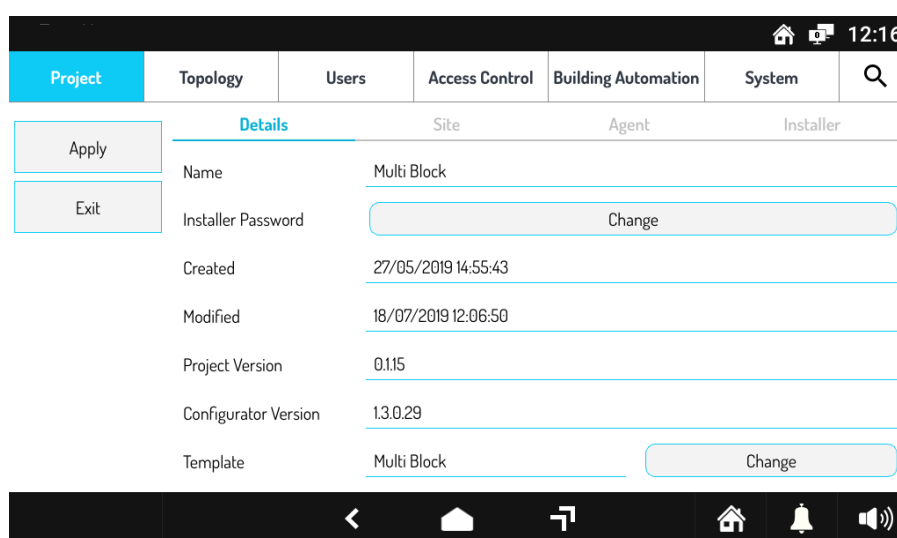 12:16
Project Topology Users Access Control Building Automation System
Details Site Agent Installer
Apply
Exit
Name Multi Block
Installer Password Change
Created 27/05/2019 14:55:43
Modified 18/07/2019 12:06:50
Project Version 0.1.15
Configurator Version 1.3.0.29
Template Multi Block Change